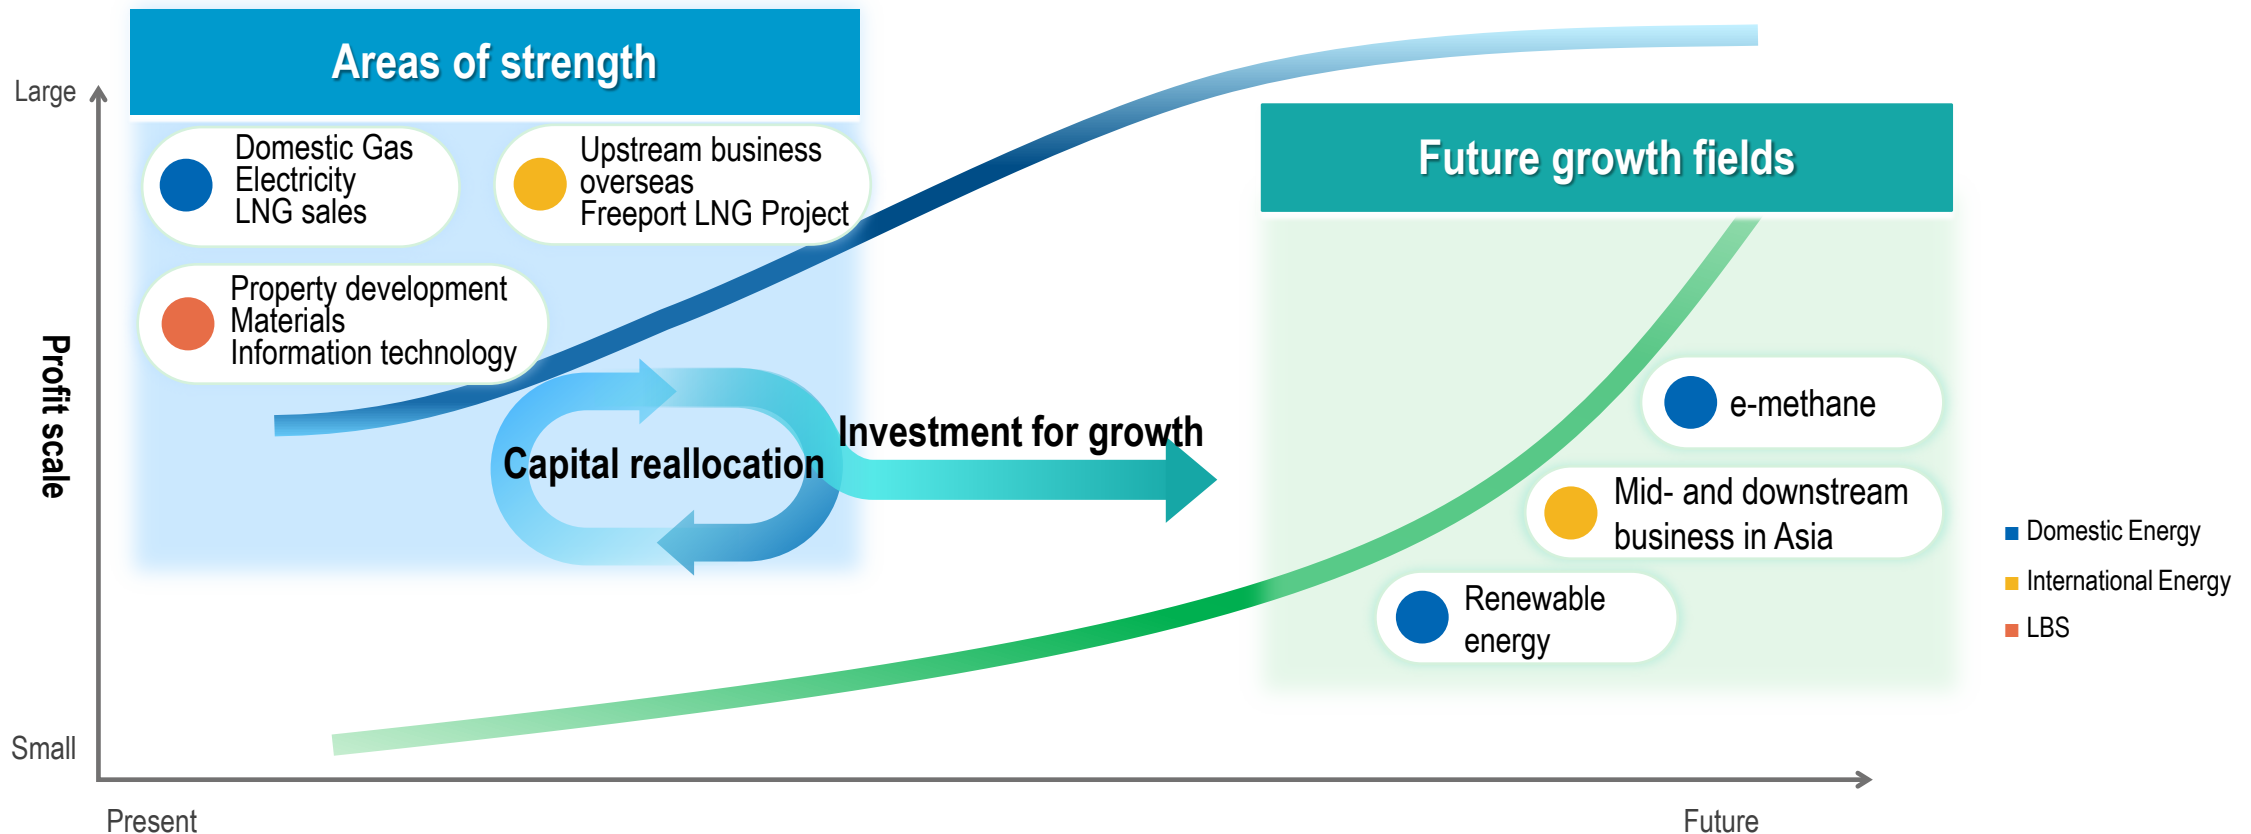 Areas of strength
Large
Domestic Gas
Electricity
LNG sales
Upstream business
overseas
Freeport LNG Project
Property development
Materials
Information technology
Profit scale
Capital reallocation
Investment for growth
Future growth fields
e-methane
Mid- and downstream
business in Asia
Renewable
energy
Domestic Energy
International Energy
LBS
Small
Present
Future